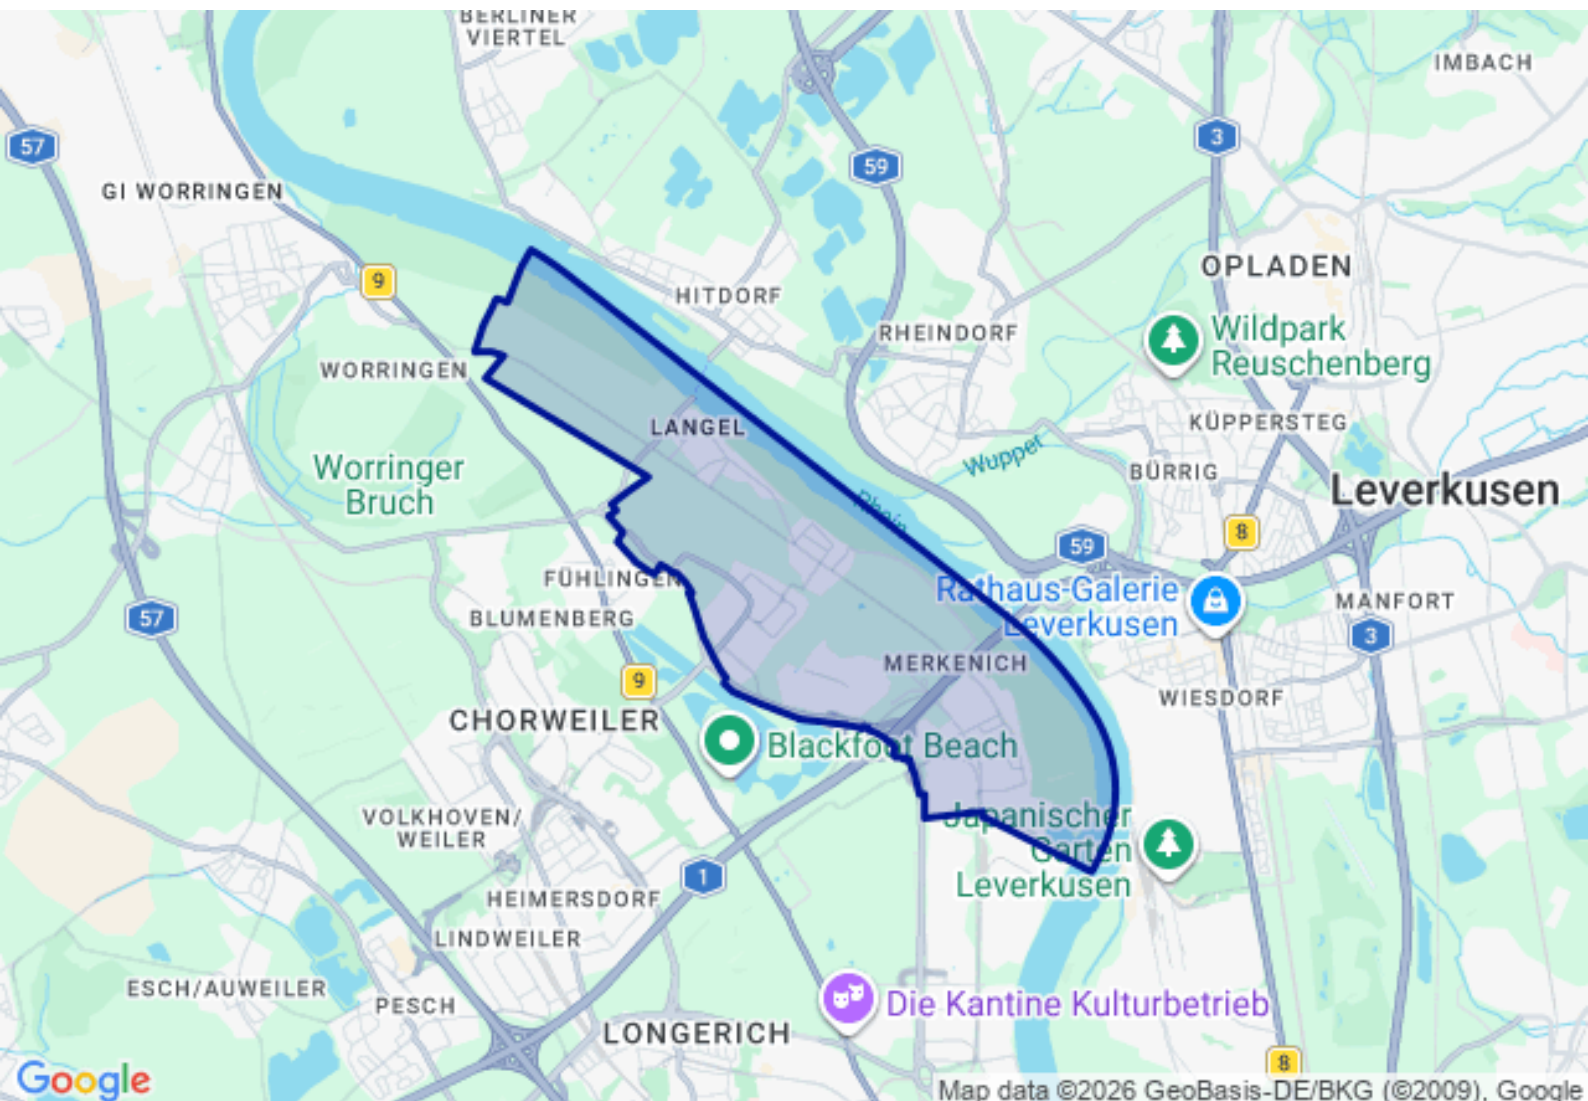 BERLINER
VIERTEL
IMBACH
57
3
59
GI WORRINGEN
OPLADEN
9
HITDORF
RHEINDORF
Wildpark
Reuschenberg
WORRINGEN
KÜPPERSTEG
LANGEL
Wupper
BÜRRIG
Worringer
Bruch
Leverkusen
Rhein
8
59
FÜHLINGEN
Rathaus-Galerie
Leverkusen
MANFORT
57
BLUMENBERG
3
MERKENICH
9
WIESDORF
CHORWEILER
Blackfoot Beach
VOLKHOVEN/
WEILER
Japanischer
Garten
Leverkusen
1
HEIMERSDORF
LINDWEILER
ESCH/AUWEILER
PESCH
Die Kantine Kulturbetrieb
LONGERICH
8
Google
Map data ©2026 GeoBasis-DE/BKG (©2009), Google